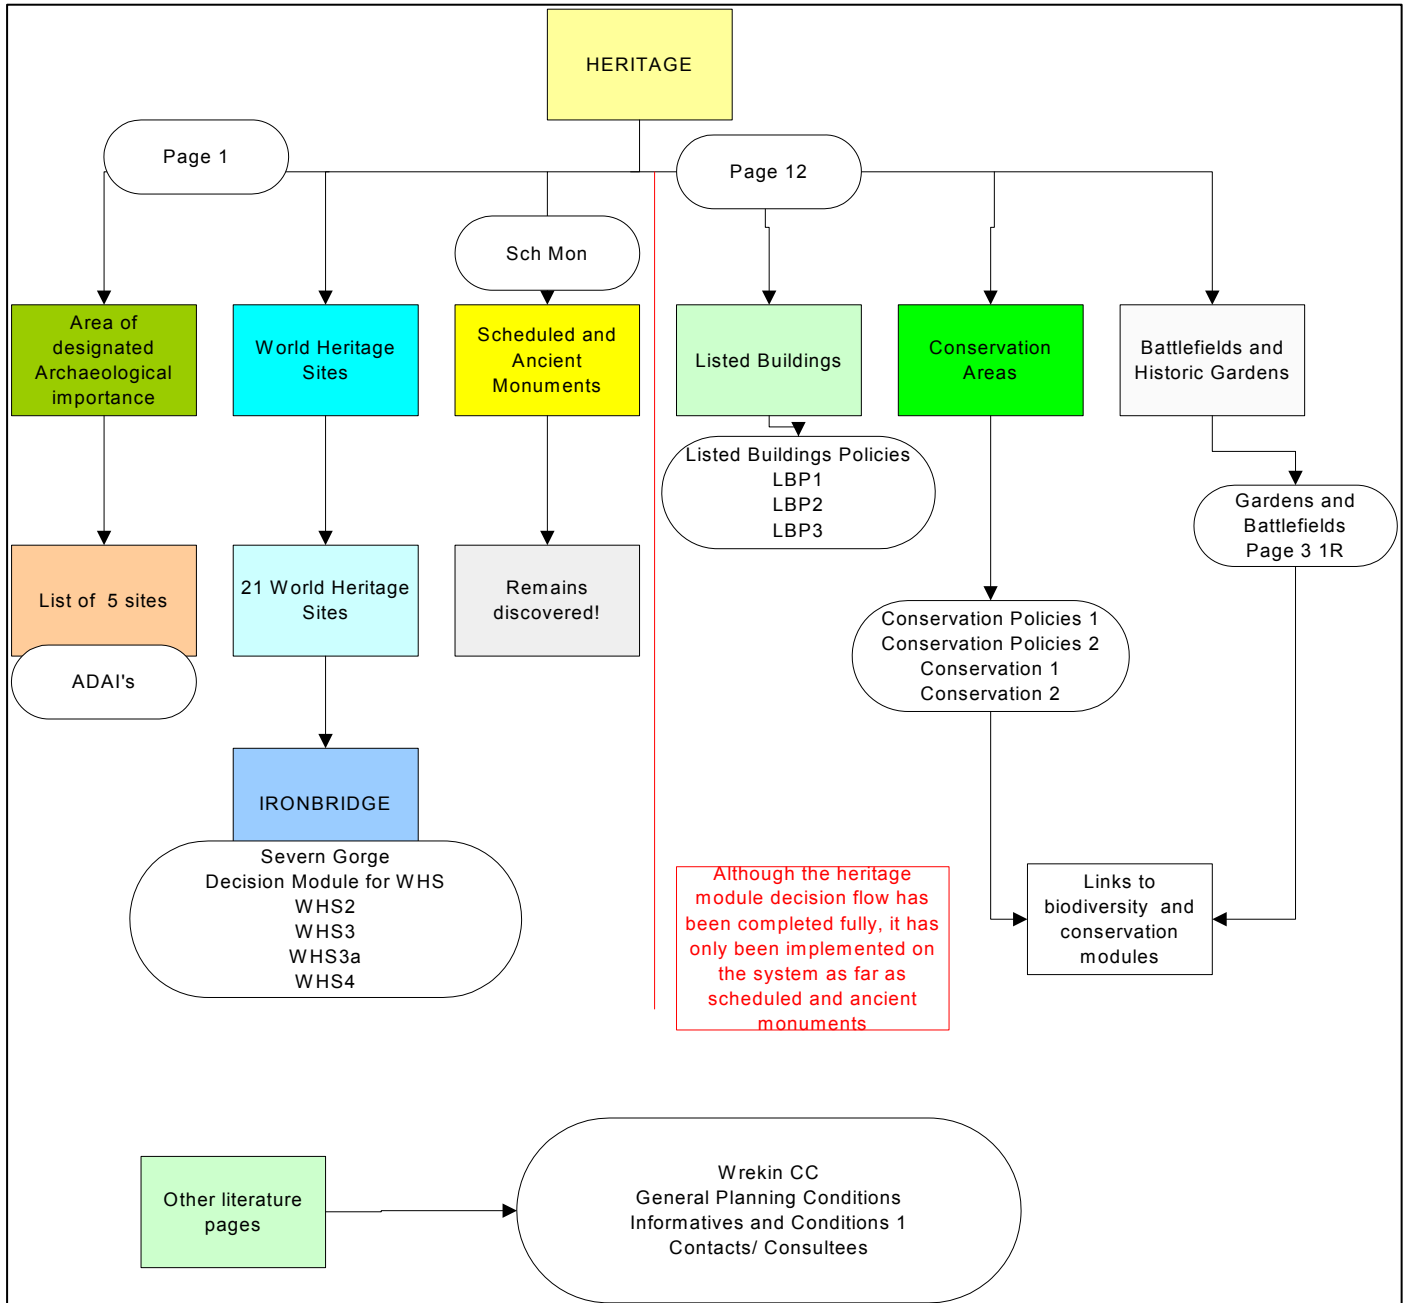 HERITAGE
Page 1
Page 12
Sch Mon
Area of
designated
Archaeological
importance
World Heritage
Sites
Scheduled and
Ancient
Monuments
Listed Buildings
Conservation
Areas
Battlefields and
Historic Gardens
Listed Buildings Policies
LBP1
LBP2
LBP3
Gardens and
Battlefields
Page 3 1R
List of 5 sites
ADAI's
21 World Heritage
Sites
Remains
discovered!
Conservation Policies 1
Conservation Policies 2
Conservation 1
Conservation 2
IRONBRIDGE
Severn Gorge
Decision Module for WHS
WHS2
WHS3
WHS3a
WHS4
Although the heritage
module decision flow has
been completed fully, it has
only been implemented on
the system as far as
scheduled and ancient
monuments
Links to
biodiversity and
conservation
modules
Other literature
pages
Wrekin CC
General Planning Conditions
Informatives and Conditions 1
Contacts/ Consultees